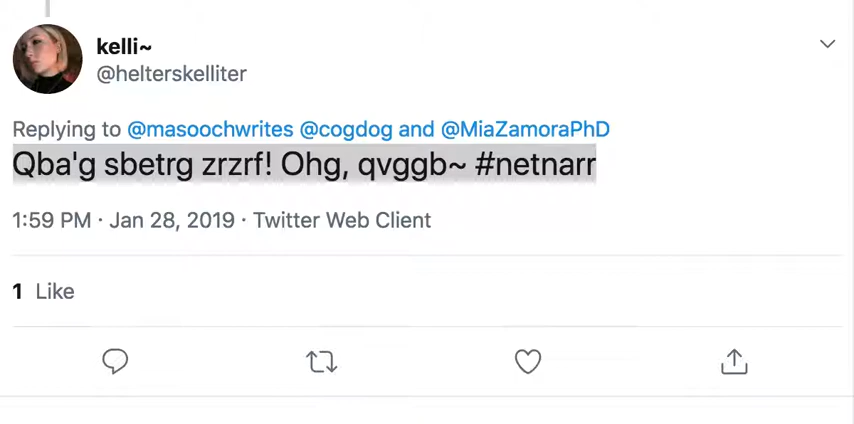 kelli~
@helterskelliter
Replying to @masoochwrites @cogdog and @MiaZamoraPhD
Qba'g sbetrg zrzrf! Ohg, qvggb~ #netnarr
1:59 PM · Jan 28, 2019 · Twitter Web Client
1 Like